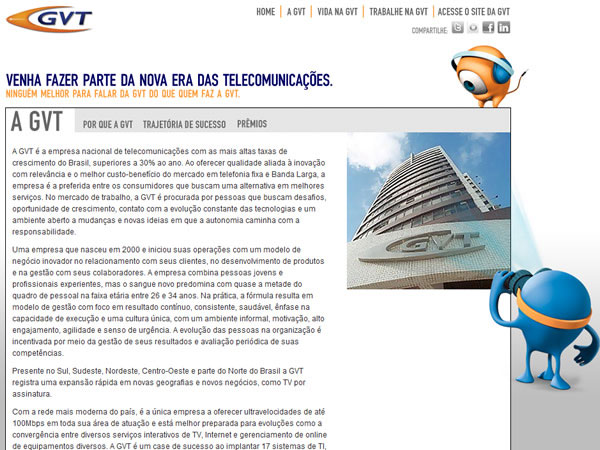 GVT
HOME | A GVT | VIDA NA GVT | TRABALHE NA GVT | ACESSE O SITE DA GVT
COMPARTILHE:
VENHA FAZER PARTE DA NOVA ERA DAS TELECOMUNICAÇÕES.
NINGUÉM MELHOR PARA FALAR DA GVT DO QUE QUEM FAZ A GVT.
A GVT
POR QUE A GVT TRAJETÓRIA DE SUCESSO PRÊMIOS
A GVT é a empresa nacional de telecomunicações com as mais altas taxas de
crescimento do Brasil, superiores a 30% ao ano. Ao oferecer qualidade aliada à inovação
com relevância e o melhor custo-benefício do mercado em telefonia fixa e Banda Larga, a
empresa é a preferida entre os consumidores que buscam uma alternativa em melhores
serviços. No mercado de trabalho, a GVT é procurada por pessoas que buscam desafios,
oportunidade de crescimento, contato com a evolução constante das tecnologias e um
ambiente aberto a mudanças e novas ideias em que a autonomia caminha com a
responsabilidade.
GVT
Uma empresa que nasceu em 2000 e iniciou suas operações com um modelo de
negócio inovador no relacionamento com seus clientes, no desenvolvimento de produtos
e na gestão com seus colaboradores. A empresa combina pessoas jovens e
profissionais experientes, mas o sangue novo predomina com quase a metade do
quadro de pessoal na faixa etária entre 26 e 34 anos. Na prática, a fórmula resulta em
modelo de gestão com foco em resultado contínuo, consistente, saudável, ênfase na
capacidade de execução e uma cultura única, com um ambiente informal, motivação, alto
engajamento, agilidade e senso de urgência. A evolução das pessoas na organização é
incentivada por meio da gestão de seus resultados e avaliação periódica de suas
competências.
Presente no Sul, Sudeste, Nordeste, Centro-Oeste e parte do Norte do Brasil a GVT
registra uma expansão rápida em novas geografias e novos negócios, como TV por
assinatura.
Com a rede mais moderna do país, é a única empresa a oferecer ultravelocidades de até
100Mbps em toda sua área de atuação e está melhor preparada para evoluções como a
convergência entre diversos serviços interativos de TV, Internet e gerenciamento de online
de equipamentos diversos. A GVT é um case de sucesso ao implantar 17 sistemas de TI,